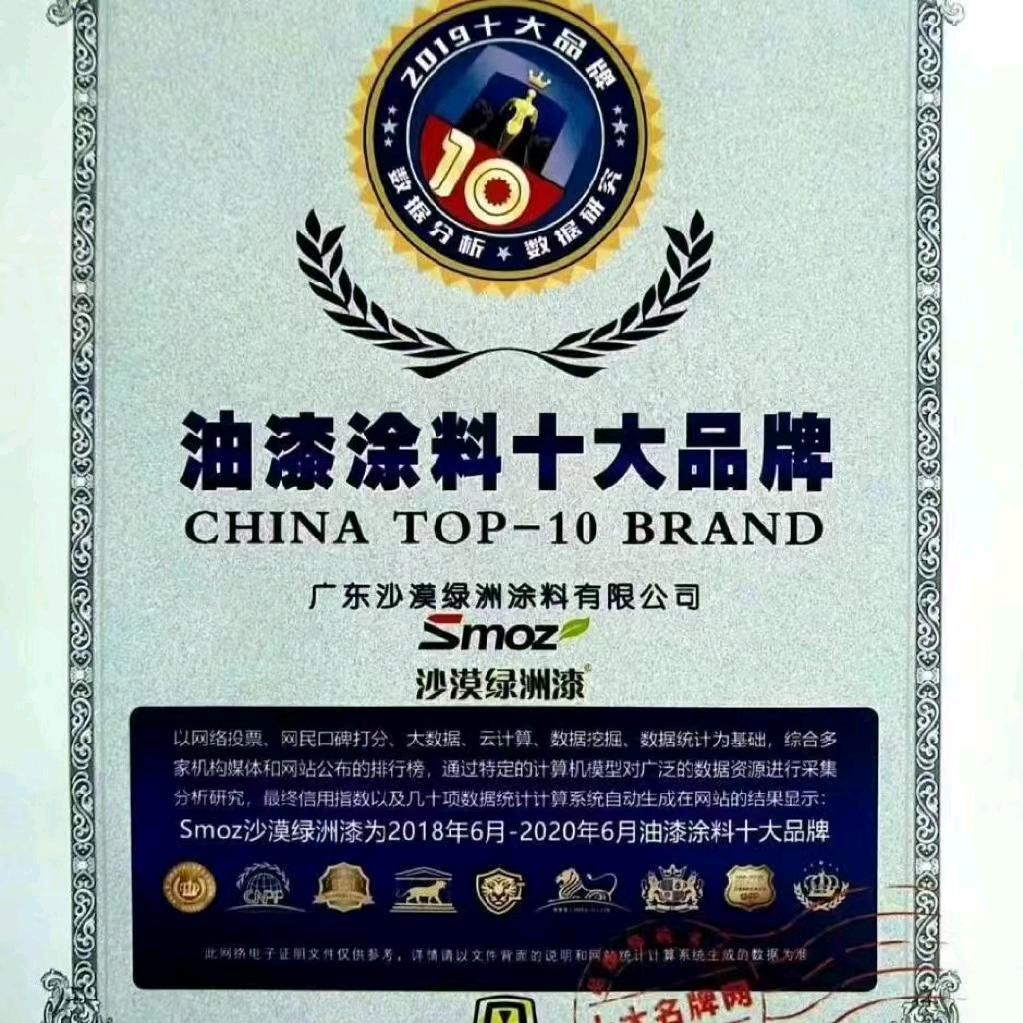 2019十大品牌
10
数据分析★数据研究
油漆涂料十大品牌
CHINA TOP-10 BRAND
广东沙漠绿洲涂料有限公司
Smoz
沙漠绿洲漆®
以网络投票、网民口碑打分、大数据、云计算、数据挖掘、数据统计为基础，综合多
家机构媒体和网站公布的排行榜，通过特定的计算机模型对广泛的数据资源进行采集
分析研究，最终信用指数以及几十项数据统计计算系统自动生成在网站的结果显示：
Smoz沙漠绿洲漆为2018年6月-2020年6月油漆涂料十大品牌
CNPP
此网络电子证明文件仅供参考，详情请以文件背面的说明和网站统计计算系统生成的数据为准
十大名牌网